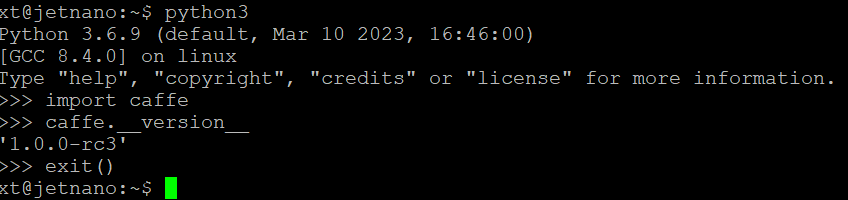 xt@jetnano:~$ python3
Python 3.6.9 (default, Mar 10 2023, 16:46:00)
[GCC 8.4.0] on linux
Type "help", "copyright", "credits" or "license" for more information.
>>> import caffe
>>> caffe.__version__
'1.0.0-rc3'
>>> exit()
xt@jetnano:~$